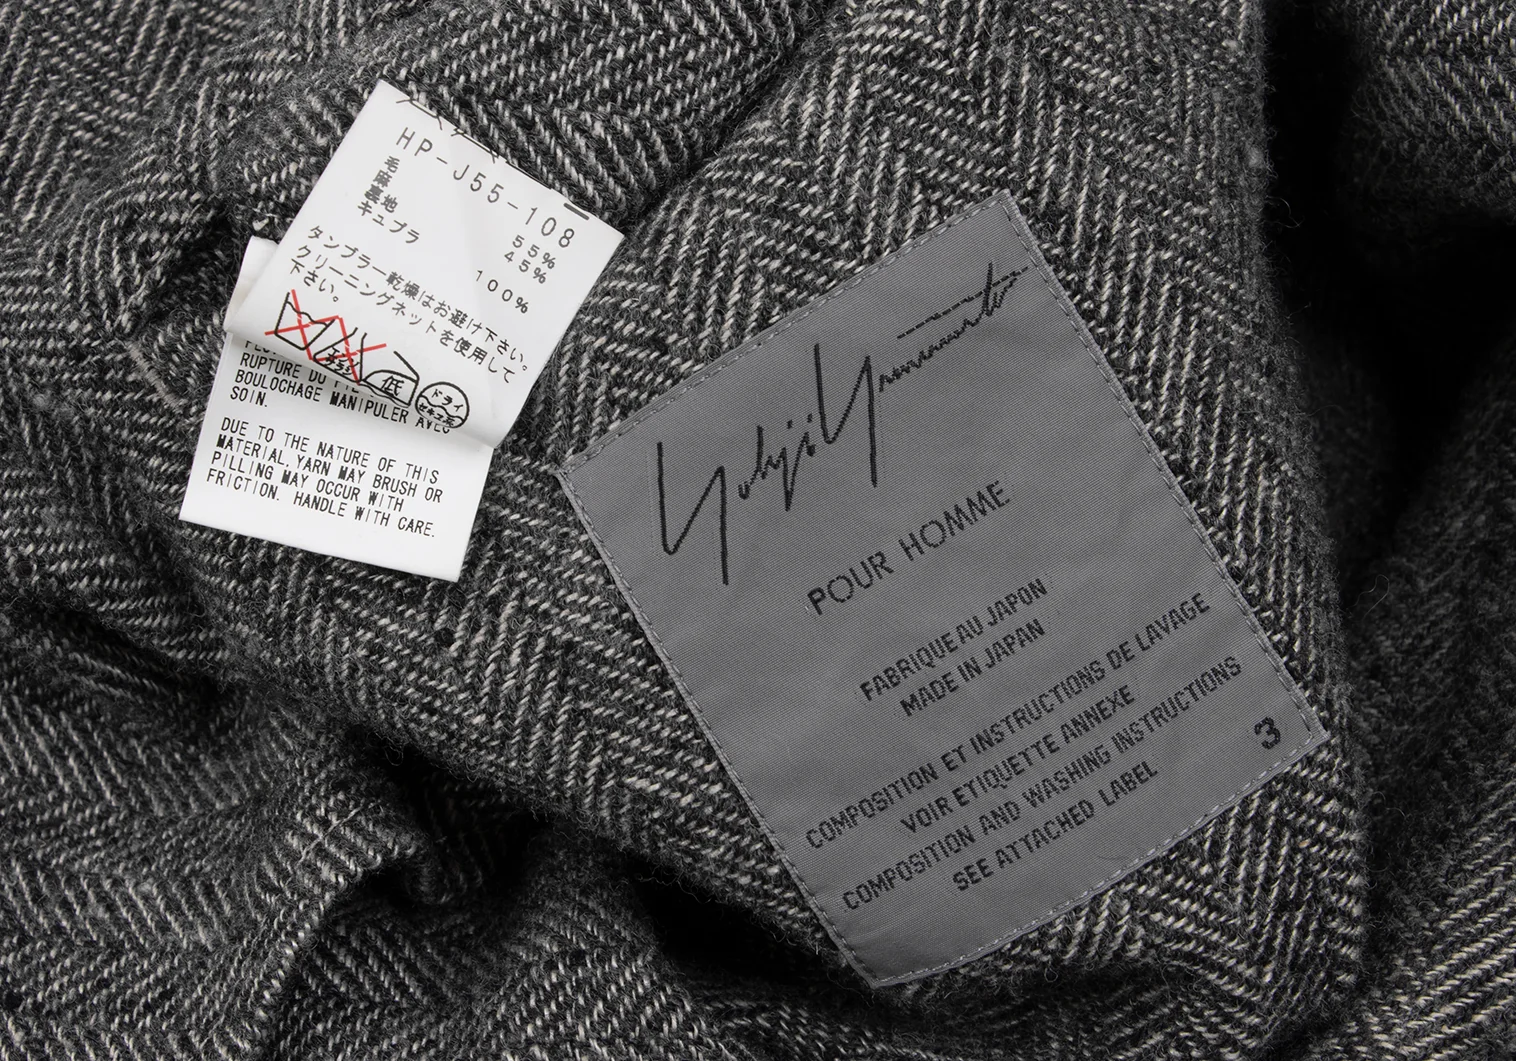 HP-J55-108
毛 55%
麻 45%
裏地
キュプラ 100%
タンブラー乾燥はお避け下さい。
クリーニングネットを使用して
下さい。
低
ドライ
RUPTURE DU
BOULOCHAGE MANIPULER AVEC
SOIN.
DUE TO THE NATURE OF THIS
MATERIAL,YARN MAY BRUSH OR
PILLING MAY OCCUR WITH
FRICTION. HANDLE WITH CARE.
Yohji Yamamoto
POUR HOMME
FABRIQUE AU JAPON
MADE IN JAPAN
COMPOSITION ET INSTRUCTIONS DE LAVAGE
VOIR ETIQUETTE ANNEXE
COMPOSITION AND WASHING INSTRUCTIONS
SEE ATTACHED LABEL
3